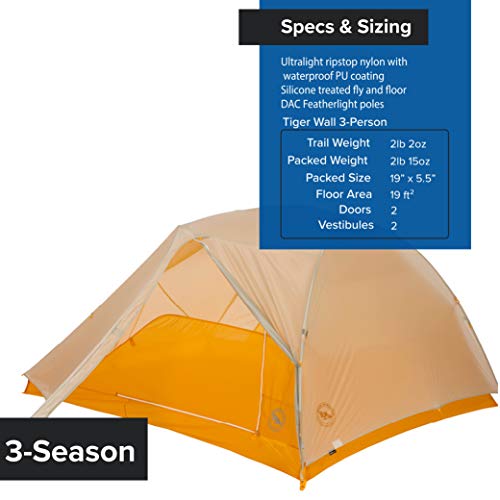 Specs & Sizing
Ultralight ripstop nylon with
waterproof PU coating
Silicone treated fly and floor
DAC Featherlight poles
Tiger Wall 3-Person
Trail Weight 2lb 2oz
Packed Weight 2lb 15oz
Packed Size 19" x 5.5"
Floor Area 19 ft²
Doors 2
Vestibules 2
3-Season